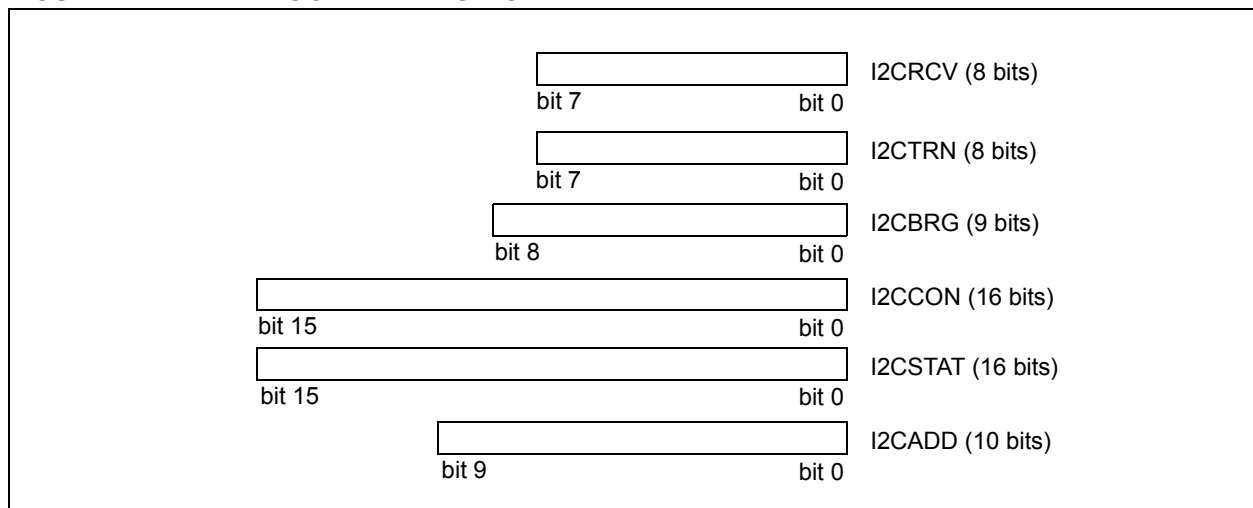 I2CRCV (8 bits)
bit 7 bit 0
I2CTRN (8 bits)
bit 7 bit 0
I2CBRG (9 bits)
bit 8 bit 0
I2CCON (16 bits)
bit 15 bit 0
I2CSTAT (16 bits)
bit 15 bit 0
I2CADD (10 bits)
bit 9 bit 0